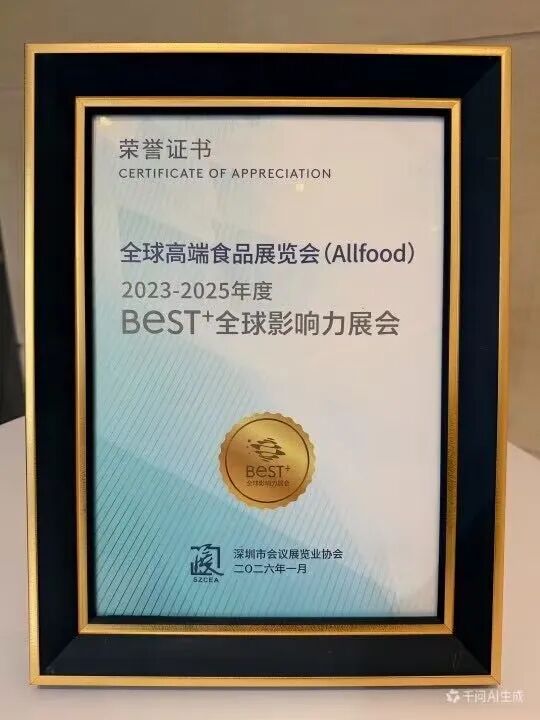 荣誉证书
CERTIFICATE OF APPRECIATION
全球高端食品展览会(Allfood)
2023-2025年度
BeST+全球影响力展会
BeST+
全球影响力展会
SZCEA
深圳市会议展览业协会
二〇二六年一月
千问AI生成